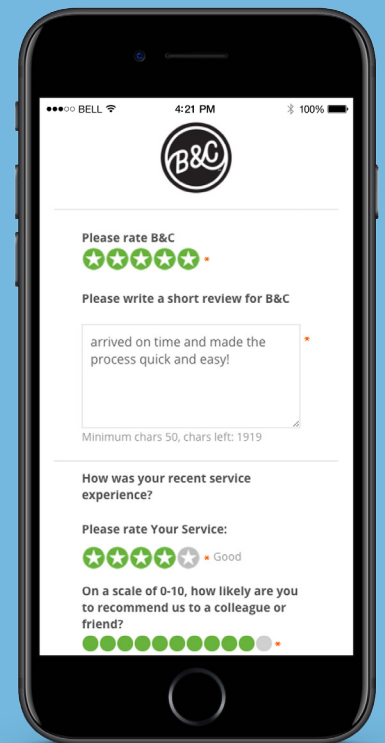 BELL
4:21 PM
100%
B&C
Please rate B&C
*
Please write a short review for B&C
arrived on time and made the
*
process quick and easy!
Minimum chars 50, chars left: 1919
How was your recent service
experience?
Please rate Your Service:
* Good
On a scale of 0-10, how likely are you
to recommend us to a colleague or
friend?
*